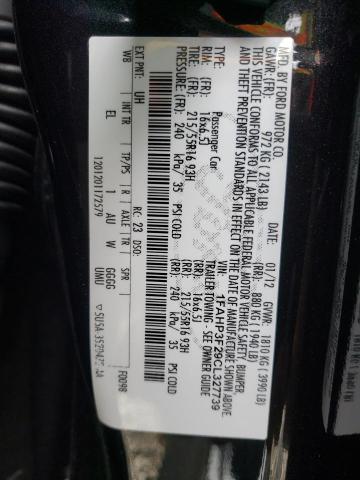 MFD. BY FORD MOTOR CO.
DATE: 01/12 GVWR: 1810 KG ( 3990 LB)
GAWR: (FR): 972 KG ( 2143 LB) (RR): 880 KG ( 1940 LB)
THIS VEHICLE CONFORMS TO ALL APPLICABLE FEDERAL MOTOR VEHICLE SAFETY, BUMPER
AND THEFT PREVENTION STANDARDS IN EFFECT ON THE DATE OF MANUFACTURE SHOWN ABOVE.
VIN: 1FAHP3F29CL327739
TYPE: Passenger Car TRAILER TOWING - SEE OWNER GUIDE
RIM: (FR): 16x6.5J (RR): 16x6.5J
TIRE: (FR): 215/55R16 93H (RR): 215/55R16 93H
(FR): 240 kPa/ 35 PSI COLD (RR): 240 kPa/ 35 PSI COLD
EXT PNT: UH RC: 23 DSO: F0098
WB INT TR TP/PS R AXLE TR SPR
EL 1 AU W GGGG UMU
1201201172579